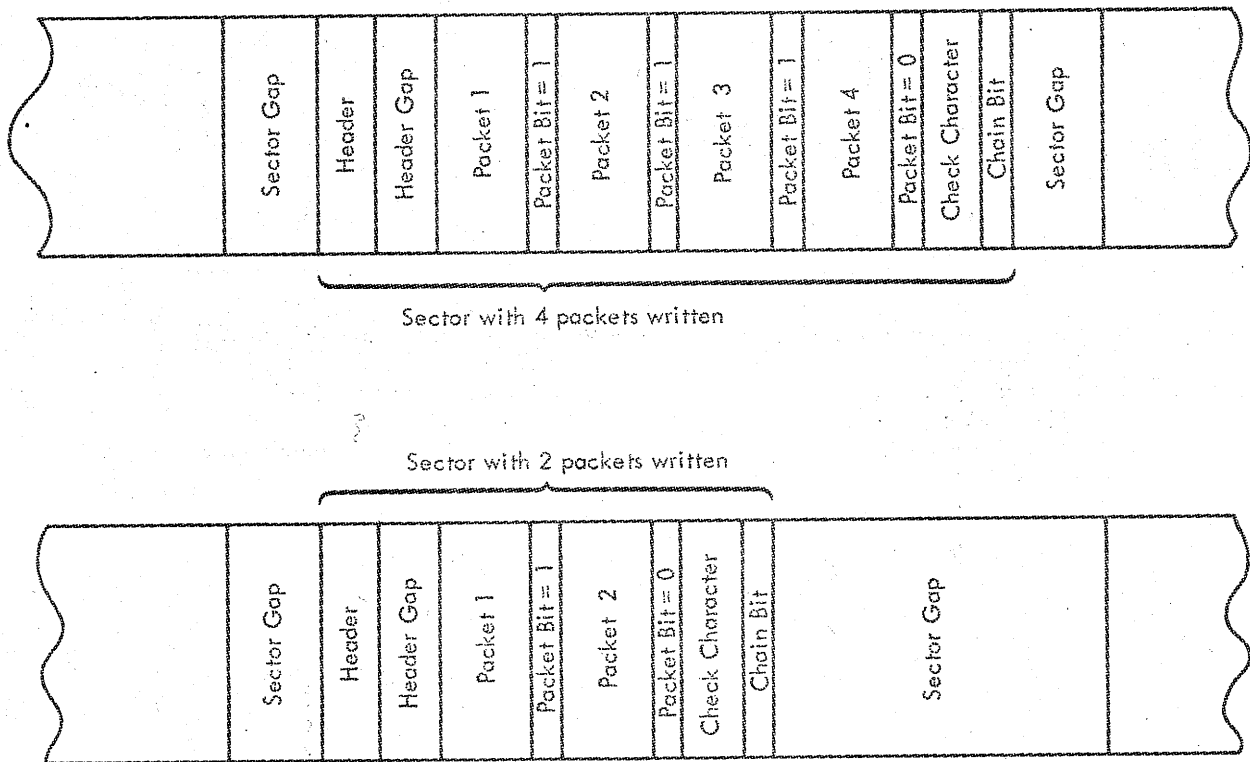 Sector Gap
Header
Header Gap
Packet 1
Packet Bit = 1
Packet 2
Packet Bit = 1
Packet 3
Packet Bit = 1
Packet 4
Packet Bit = 0
Check Character
Chain Bit
Sector Gap
Sector with 4 packets written
Sector with 2 packets written
Sector Gap
Header
Header Gap
Packet 1
Packet Bit = 1
Packet 2
Packet Bit = 0
Check Character
Chain Bit
Sector Gap